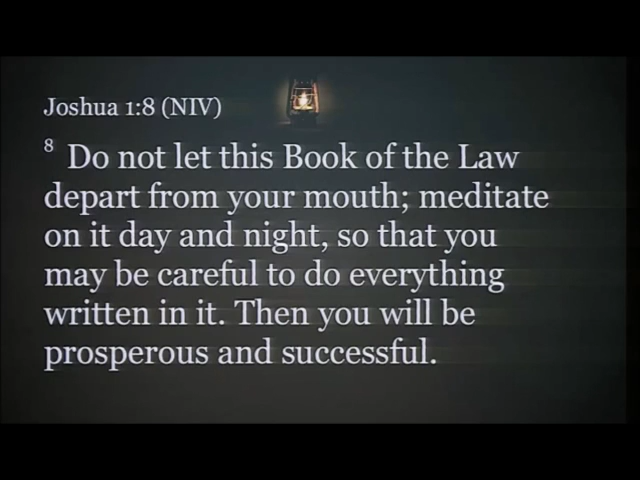 Joshua 1:8 (NIV)
8 Do not let this Book of the Law
depart from your mouth; meditate
on it day and night, so that you
may be careful to do everything
written in it. Then you will be
prosperous and successful.